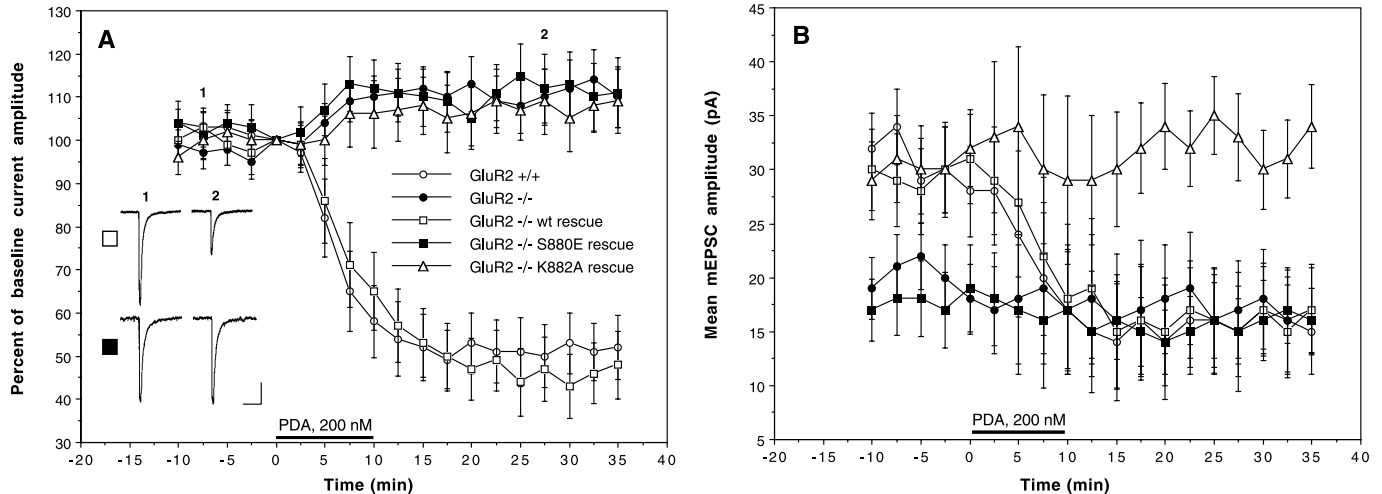 A
Percent of baseline current amplitude
130
120
110
100
90
80
70
60
50
40
30
1
2
GluR2 +/+
GluR2 -/-
GluR2 -/- wt rescue
GluR2 -/- S880E rescue
GluR2 -/- K882A rescue
1 2
PDA, 200 nM
-20 -15 -10 -5 0 5 10 15 20 25 30 35 40
Time (min)
B
Mean mEPSC amplitude (pA)
45
40
35
30
25
20
15
10
5
PDA, 200 nM
-20 -15 -10 -5 0 5 10 15 20 25 30 35 40
Time (min)